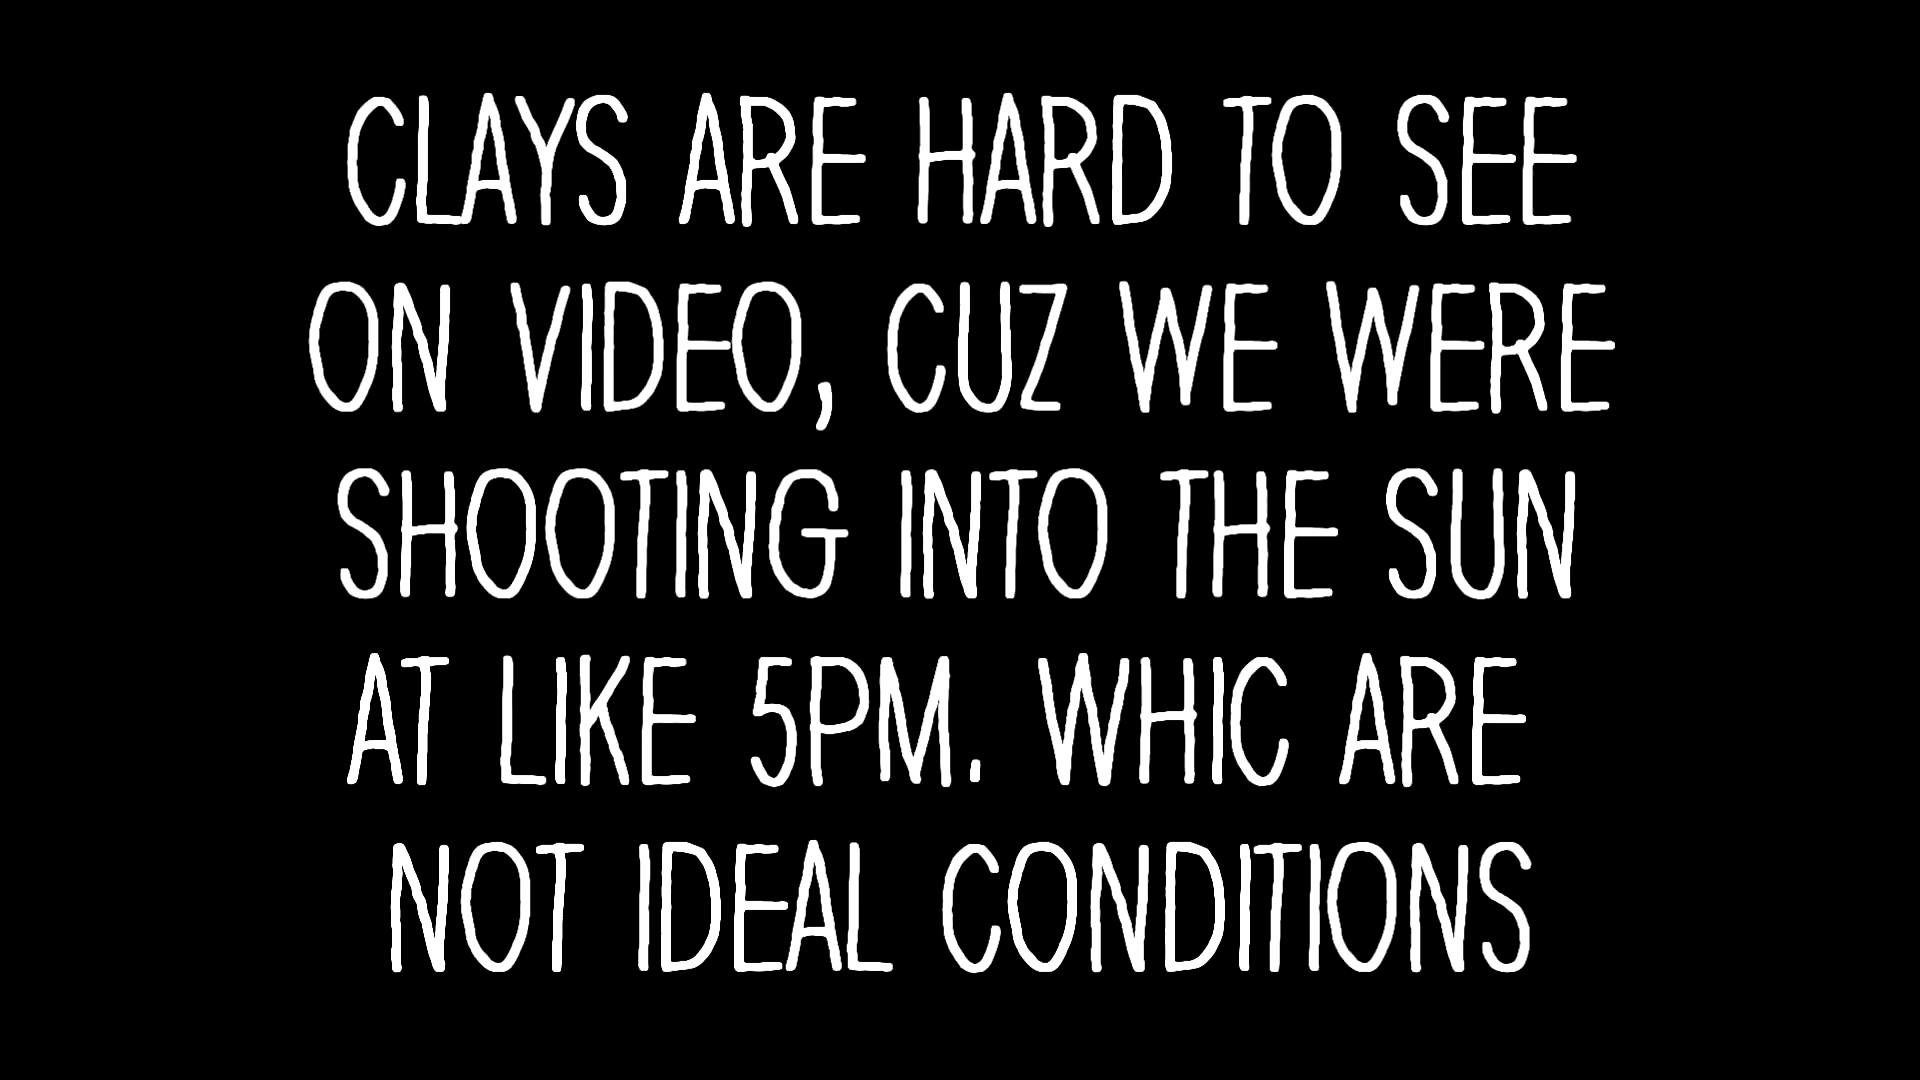 CLAYS ARE HARD TO SEE
ON VIDEO, CUZ WE WERE
SHOOTING INTO THE SUN
AT LIKE 5PM. WHIC ARE
NOT IDEAL CONDITIONS